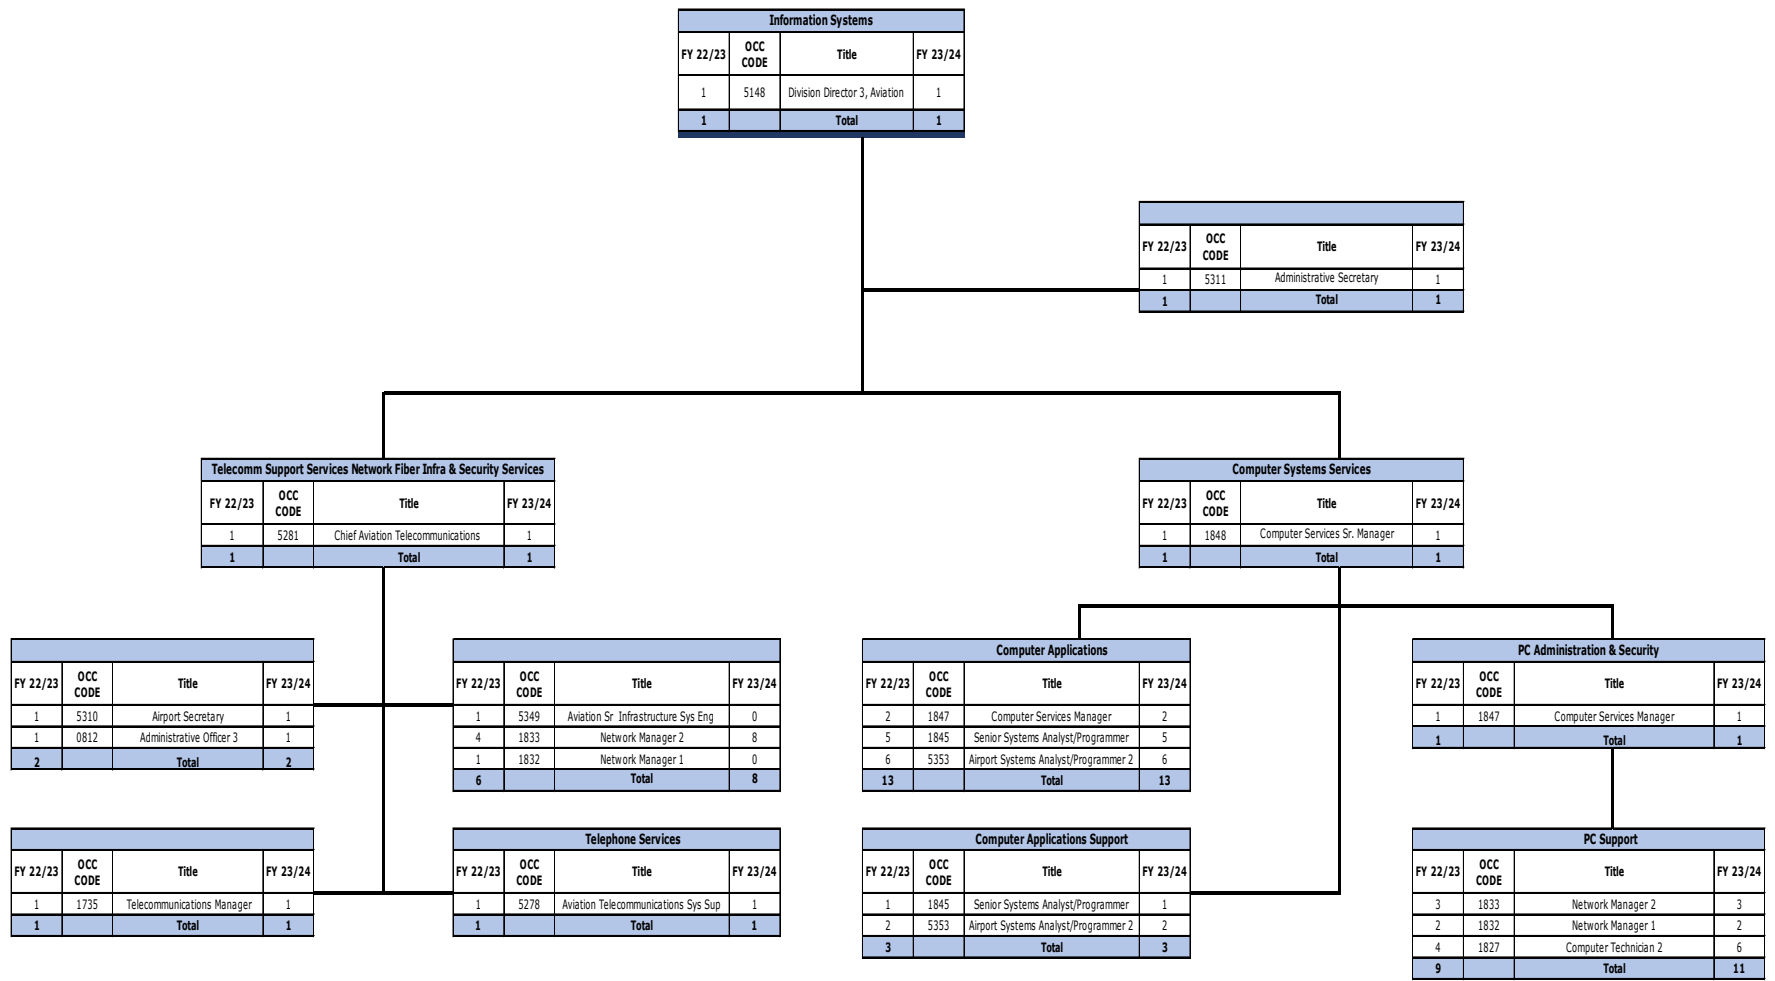 Information Systems
FY 22/23 OCC CODE Title FY 23/24
1 5148 Division Director 3, Aviation 1
1 Total 1
FY 22/23 OCC CODE Title FY 23/24
1 5311 Administrative Secretary 1
1 Total 1
Telecomm Support Services Network Fiber Infra & Security Services
FY 22/23 OCC CODE Title FY 23/24
1 5281 Chief Aviation Telecommunications 1
1 Total 1
Computer Systems Services
FY 22/23 OCC CODE Title FY 23/24
1 1848 Computer Services Sr. Manager 1
1 Total 1
FY 22/23 OCC CODE Title FY 23/24
1 5310 Airport Secretary 1
1 0812 Administrative Officer 3 1
2 Total 2
FY 22/23 OCC CODE Title FY 23/24
1 5349 Aviation Sr Infrastructure Sys Eng 0
4 1833 Network Manager 2 8
1 1832 Network Manager 1 0
6 Total 8
Computer Applications
FY 22/23 OCC CODE Title FY 23/24
2 1847 Computer Services Manager 2
5 1845 Senior Systems Analyst/Programmer 5
6 5353 Airport Systems Analyst/Programmer 2 6
13 Total 13
PC Administration & Security
FY 22/23 OCC CODE Title FY 23/24
1 1847 Computer Services Manager 1
1 Total 1
FY 22/23 OCC CODE Title FY 23/24
1 1735 Telecommunications Manager 1
1 Total 1
Telephone Services
FY 22/23 OCC CODE Title FY 23/24
1 5278 Aviation Telecommunications Sys Sup 1
1 Total 1
Computer Applications Support
FY 22/23 OCC CODE Title FY 23/24
1 1845 Senior Systems Analyst/Programmer 1
2 5353 Airport Systems Analyst/Programmer 2 2
3 Total 3
PC Support
FY 22/23 OCC CODE Title FY 23/24
3 1833 Network Manager 2 3
2 1832 Network Manager 1 2
4 1827 Computer Technician 2 6
9 Total 11